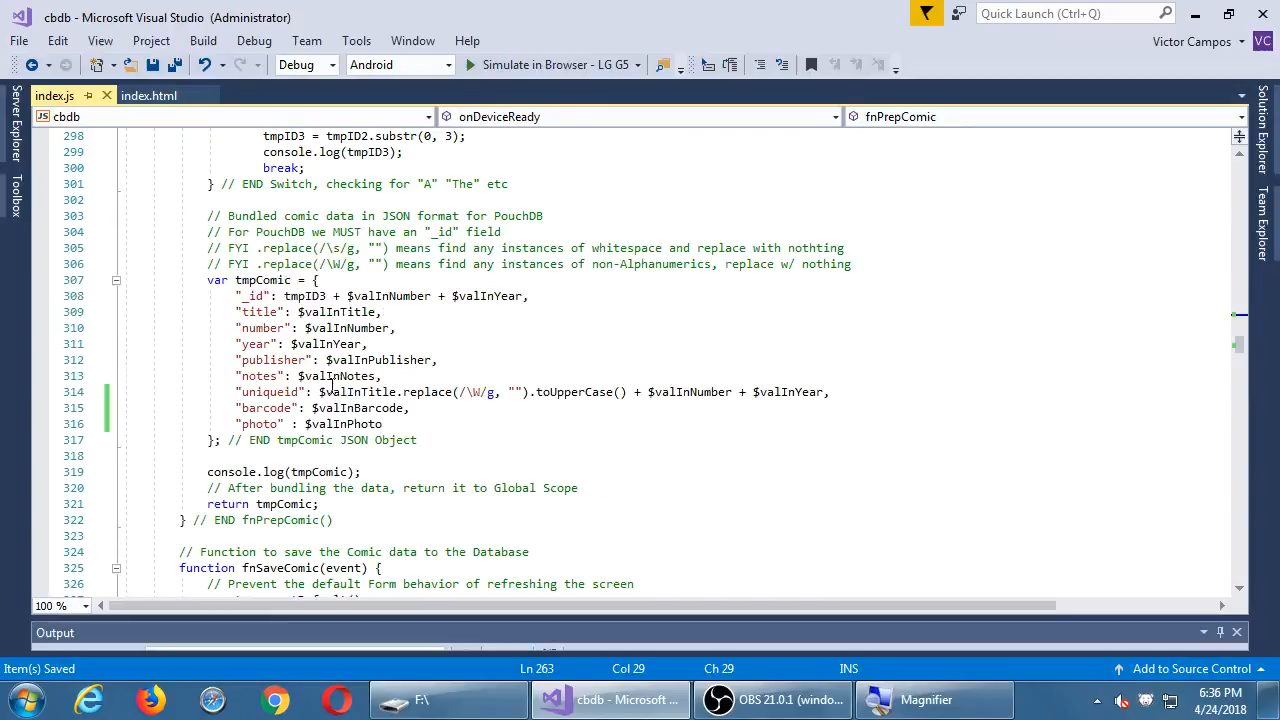 cbdb - Microsoft Visual Studio (Administrator)
Quick Launch (Ctrl+Q)
File Edit View Project Build Debug Team Tools Window Help
Victor Campos VC
Debug Android Simulate in Browser - LG G5
index.js index.html
cbdb onDeviceReady fnPrepComic
Server Explorer
Toolbox
Solution Explorer
Team Explorer
298 tmpID3 = tmpID2.substr(0, 3);
299 console.log(tmpID3);
300 break;
301 } // END Switch, checking for "A" "The" etc
302
303 // Bundled comic data in JSON format for PouchDB
304 // For PouchDB we MUST have an "_id" field
305 // FYI .replace(/\s/g, "") means find any instances of whitespace and replace with nothting
306 // FYI .replace(/\W/g, "") means find any instances of non-Alphanumerics, replace w/ nothing
307 var tmpComic = {
308 "_id": tmpID3 + $valInNumber + $valInYear,
309 "title": $valInTitle,
310 "number": $valInNumber,
311 "year": $valInYear,
312 "publisher": $valInPublisher,
313 "notes": $valInNotes,
314 "uniqueid": $valInTitle.replace(/\W/g, "").toUpperCase() + $valInNumber + $valInYear,
315 "barcode": $valInBarcode,
316 "photo" : $valInPhoto
317 }; // END tmpComic JSON Object
318
319 console.log(tmpComic);
320 // After bundling the data, return it to Global Scope
321 return tmpComic;
322 } // END fnPrepComic()
323
324 // Function to save the Comic data to the Database
325 function fnSaveComic(event) {
326 // Prevent the default Form behavior of refreshing the screen
100 %
Output
Item(s) Saved Ln 263 Col 29 Ch 29 INS Add to Source Control
F:\ cbdb - Microsoft ... OBS 21.0.1 (windo... Magnifier
6:36 PM
4/24/2018